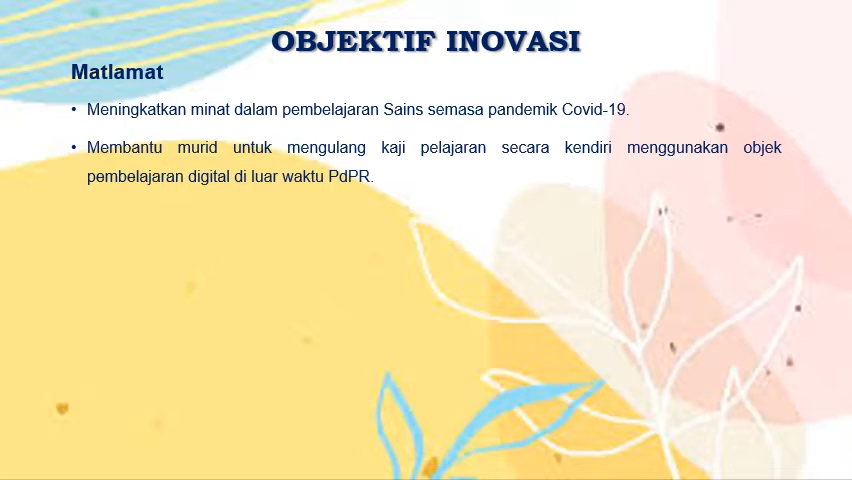 OBJEKTIF INOVASI
Matlamat
• Meningkatkan minat dalam pembelajaran Sains semasa pandemik Covid-19.
• Membantu murid untuk mengulang kaji pelajaran secara kendiri menggunakan objek
pembelajaran digital di luar waktu PdPR.